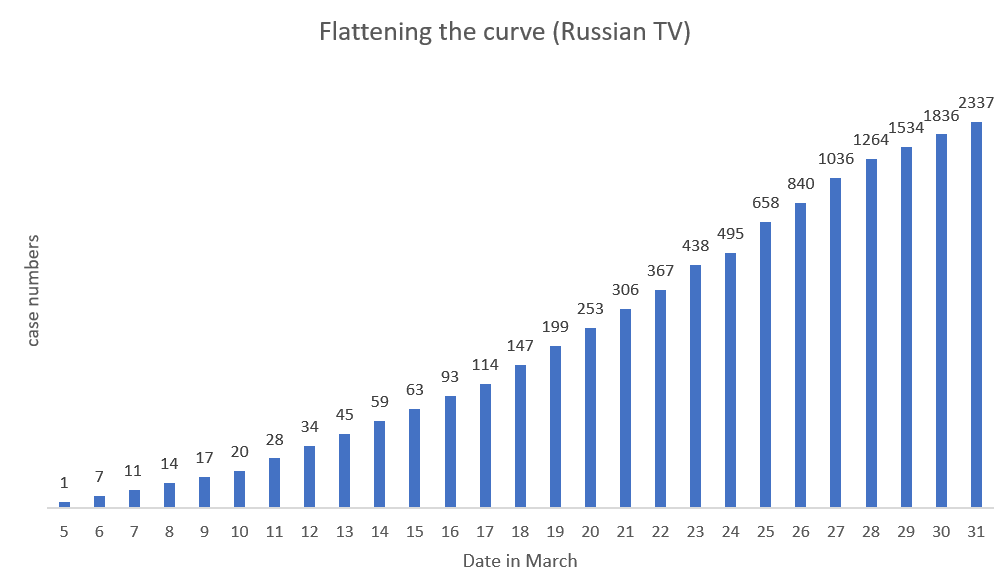 Flattening the curve (Russian TV)
case numbers
1 7 11 14 17 20 28 34 45 59 63 93 114 147 199 253 306 367 438 495 658 840 1036 1264 1534 1836 2337
5 6 7 8 9 10 11 12 13 14 15 16 17 18 19 20 21 22 23 24 25 26 27 28 29 30 31
Date in March